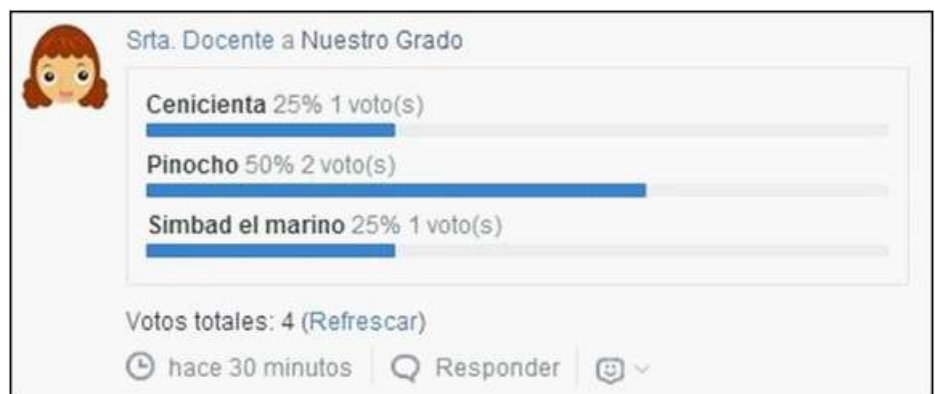 Srta. Docente a Nuestro Grado
Cenicienta 25% 1 voto(s)
Pinocho 50% 2 voto(s)
Simbad el marino 25% 1 voto(s)
Votos totales: 4 (Refrescar)
hace 30 minutos Responder